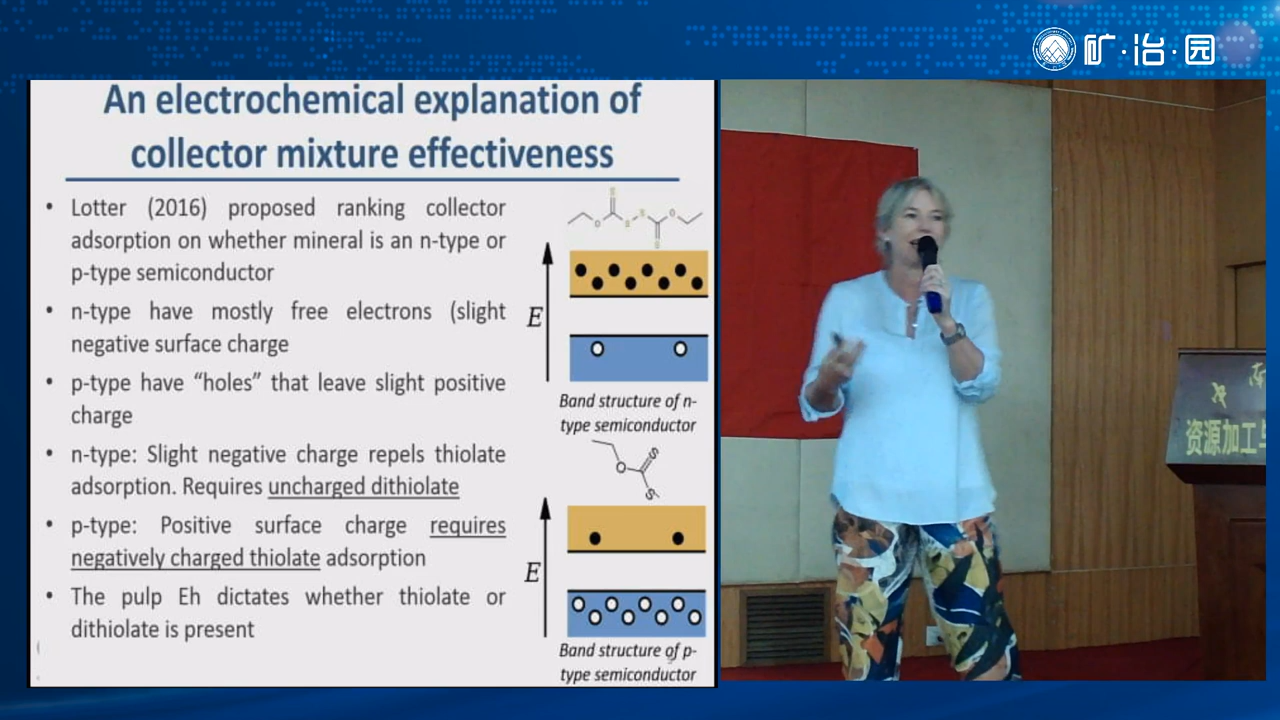 矿·冶·园
An electrochemical explanation of
collector mixture effectiveness
• Lotter (2016) proposed ranking collector
adsorption on whether mineral is an n-type or
p-type semiconductor
• n-type have mostly free electrons (slight
negative surface charge
• p-type have “holes” that leave slight positive
charge
• n-type: Slight negative charge repels thiolate
adsorption. Requires uncharged dithiolate
• p-type: Positive surface charge requires
negatively charged thiolate adsorption
• The pulp Eh dictates whether thiolate or
dithiolate is present
S
O
S
S
O
S
E
Band structure of n-
type semiconductor
S
O
S
E
Band structure of p-
type semiconductor
资源加工与